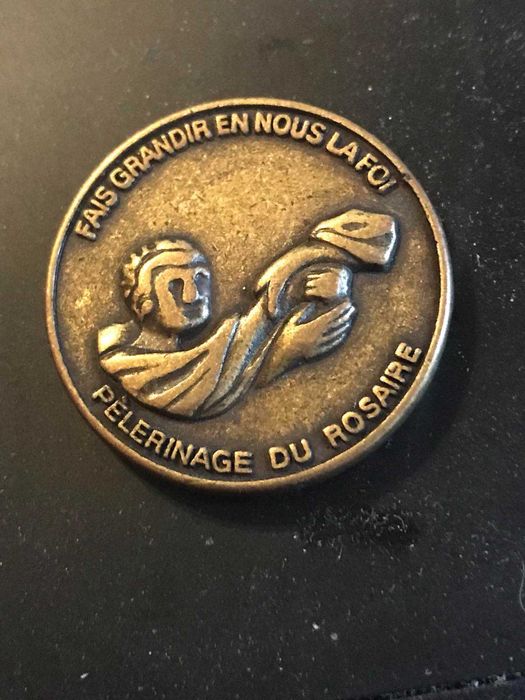 FAIS GRANDIR EN NOUS LA FOI
PÈLERINAGE DU ROSAIRE